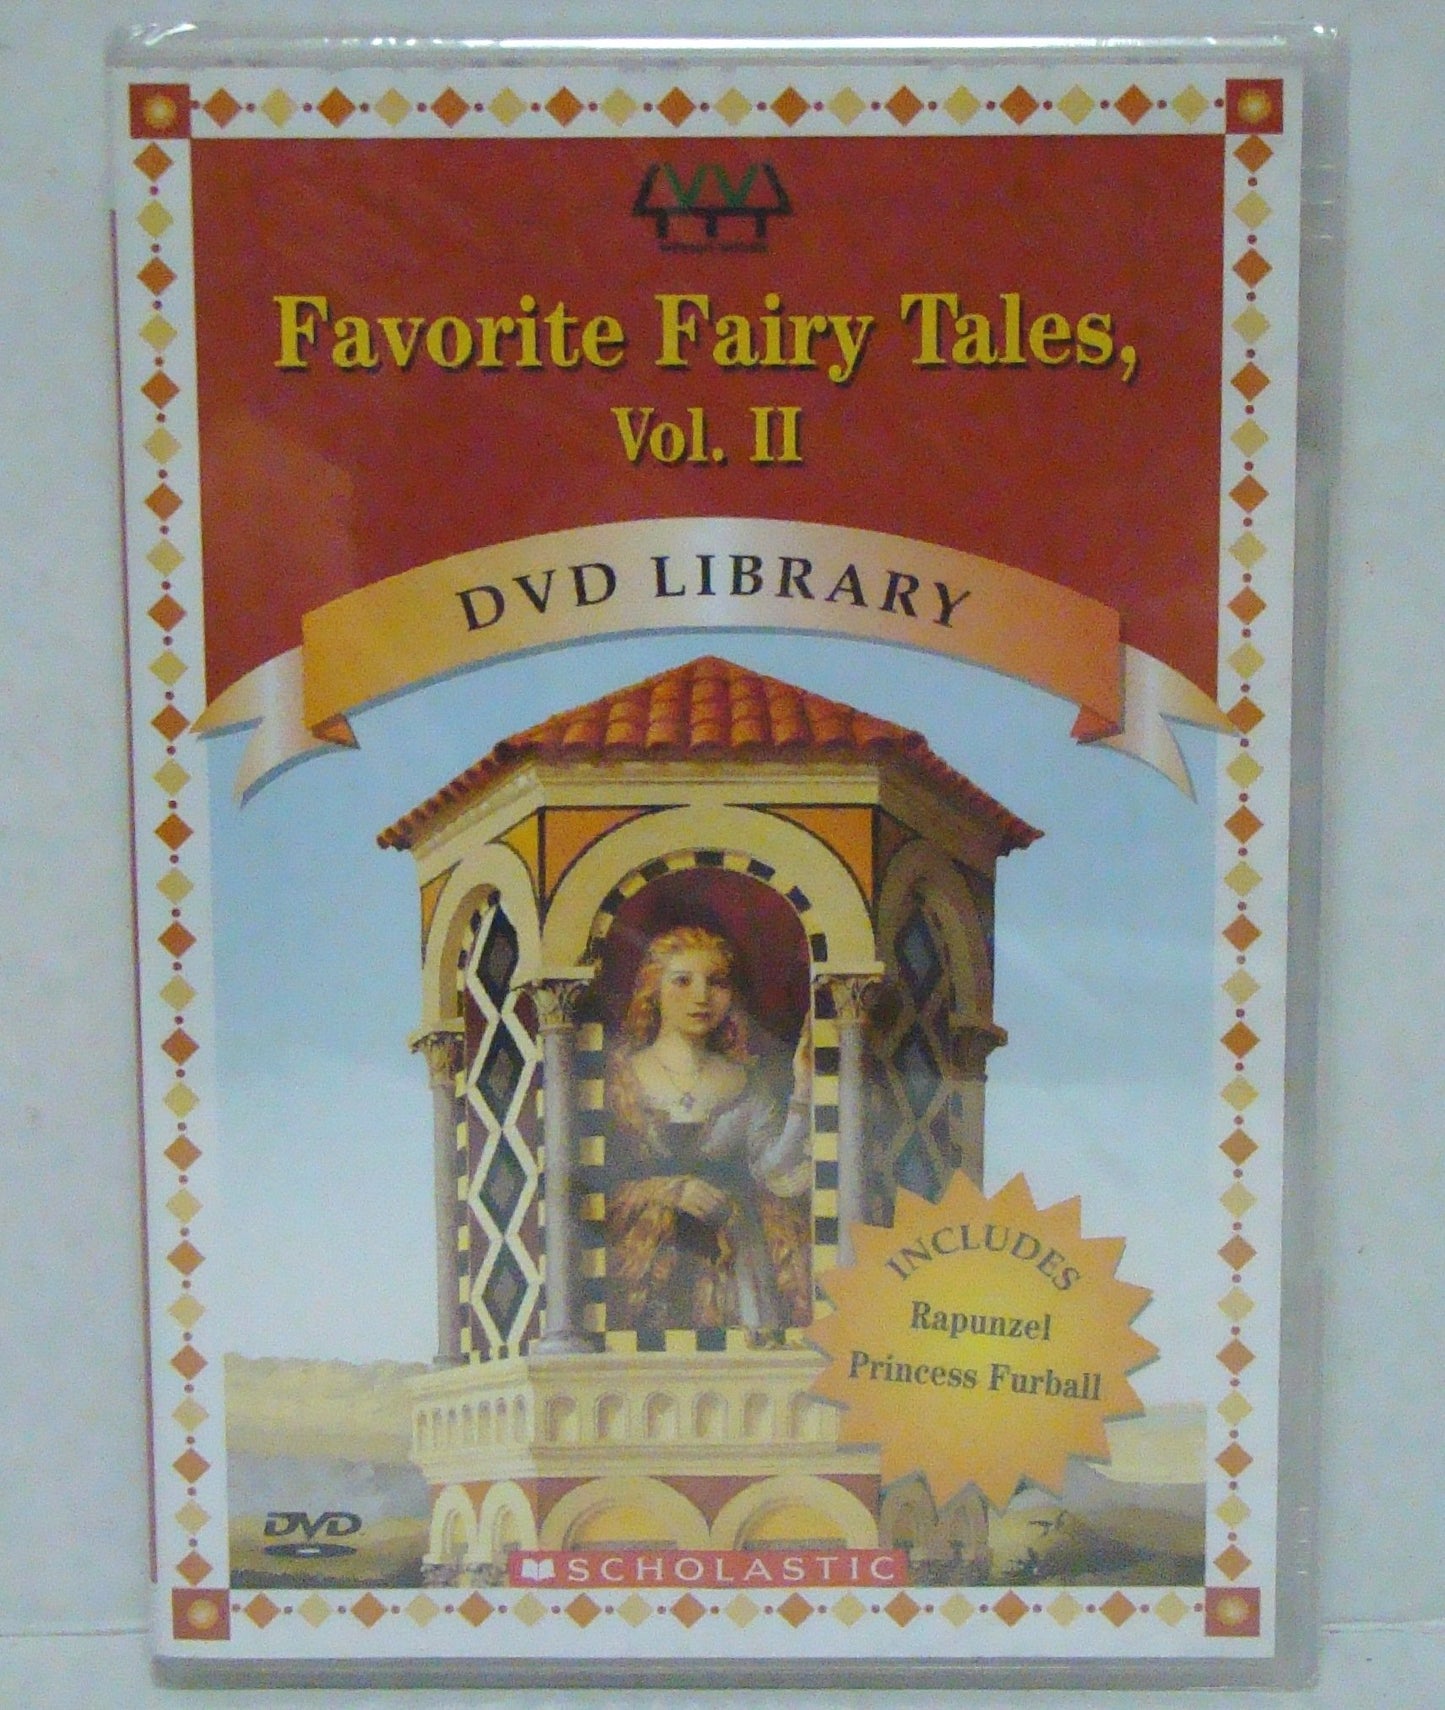 Favorite Fairy Tales,
Vol. II
DVD LIBRARY
INCLUDES
Rapunzel
Princess Furball
DVD
SCHOLASTIC